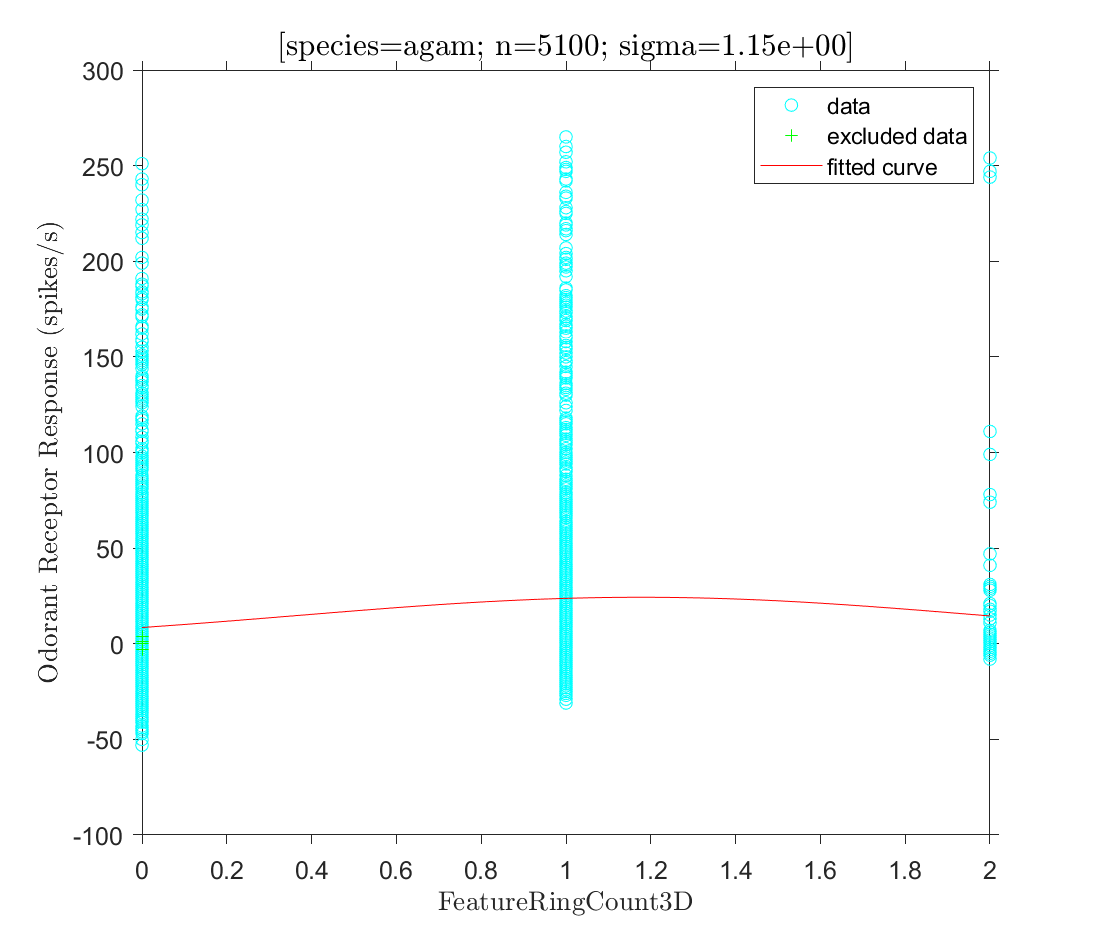 [species=agam; n=5100; sigma=1.15e+00]
300
250
200
150
100
50
0
-50
-100
Odorant Receptor Response (spikes/s)
data
excluded data
fitted curve
0 0.2 0.4 0.6 0.8 1 1.2 1.4 1.6 1.8 2
FeatureRingCount3D